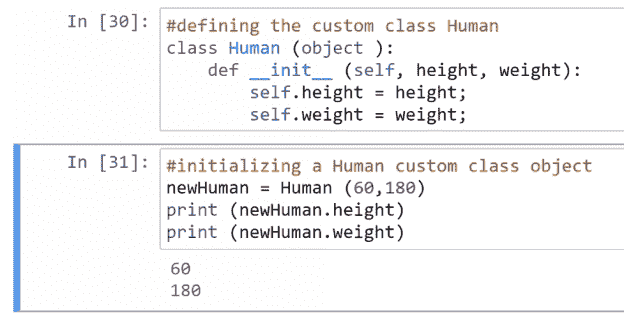 In [30]: #defining the custom class Human
class Human (object ):
    def __init__ (self, height, weight):
        self.height = height;
        self.weight = weight;
In [31]: #initializing a Human custom class object
newHuman = Human (60,180)
print (newHuman.height)
print (newHuman.weight)
60
180